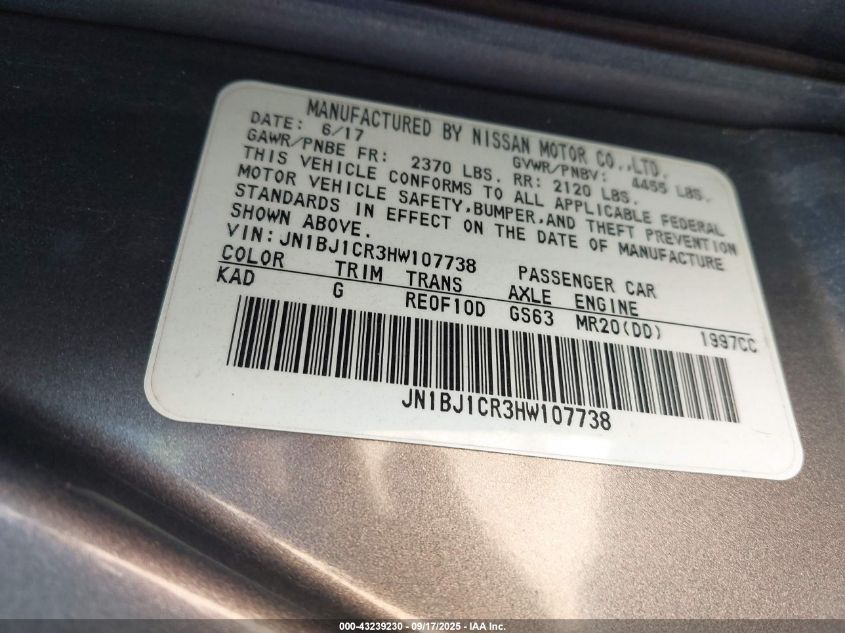 MANUFACTURED BY NISSAN MOTOR CO.,LTD.
DATE: 6/17 GVWR/PNBV: 4455 LBS.
GAWR/PNBE FR: 2370 LBS. RR: 2120 LBS.
THIS VEHICLE CONFORMS TO ALL APPLICABLE FEDERAL
MOTOR VEHICLE SAFETY,BUMPER,AND THEFT PREVENTION
STANDARDS IN EFFECT ON THE DATE OF MANUFACTURE
SHOWN ABOVE.
VIN:JN1BJ1CR3HW107738 PASSENGER CAR
COLOR TRIM TRANS AXLE ENGINE
KAD G RE0F10D GS63 MR20(DD) 1997CC
JN1BJ1CR3HW107738
000-43239230 - 09/17/2025 - IAA Inc.